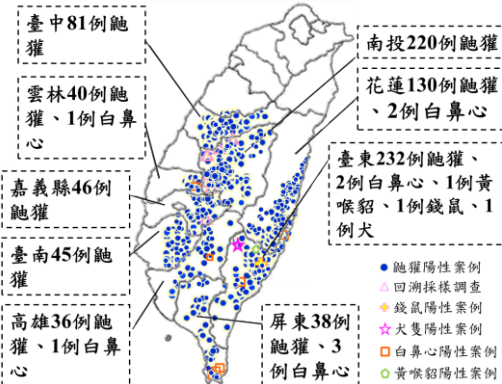 臺中81例鼬
獾
南投220例鼬獾
花蓮130例鼬獾
、2例白鼻心
雲林40例鼬
獾、1例白鼻
心
臺東232例鼬獾、
2例白鼻心、1例黃
喉貂、1例錢鼠、1
例犬
嘉義縣46例
鼬獾
臺南45例鼬
獾
高雄36例鼬
獾、1例白鼻
心
屏東38例
鼬獾、3
例白鼻心
鼬獾陽性案例
回溯採樣調查
錢鼠陽性案例
犬隻陽性案例
白鼻心陽性案例
黃喉貂陽性案例